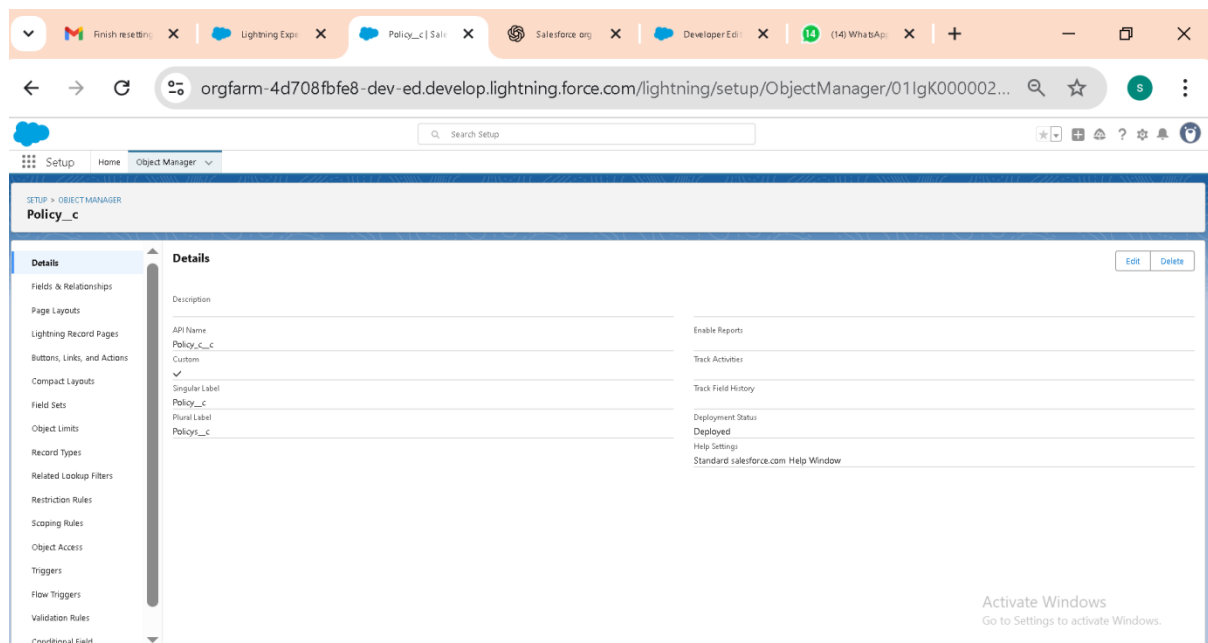 Finish resetting
Lightning Expe
Policy__c | Sale
Salesforce org
Developer Edi
14
(14) WhatsAp
orgfarm-4d708fbfe8-dev-ed.develop.lightning.force.com/lightning/setup/ObjectManager/01IgK000002...
S
Search Setup
Setup
Home
Object Manager
SETUP > OBJECT MANAGER
Policy__c
Details
Fields & Relationships
Page Layouts
Lightning Record Pages
Buttons, Links, and Actions
Compact Layouts
Field Sets
Object Limits
Record Types
Related Lookup Filters
Restriction Rules
Scoping Rules
Object Access
Triggers
Flow Triggers
Validation Rules
Conditional Field
Details
Edit
Delete
Description
API Name
Policy_c__c
Custom
Singular Label
Policy__c
Plural Label
Policys__c
Enable Reports
Track Activities
Track Field History
Deployment Status
Deployed
Help Settings
Standard salesforce.com Help Window
Activate Windows
Go to Settings to activate Windows.